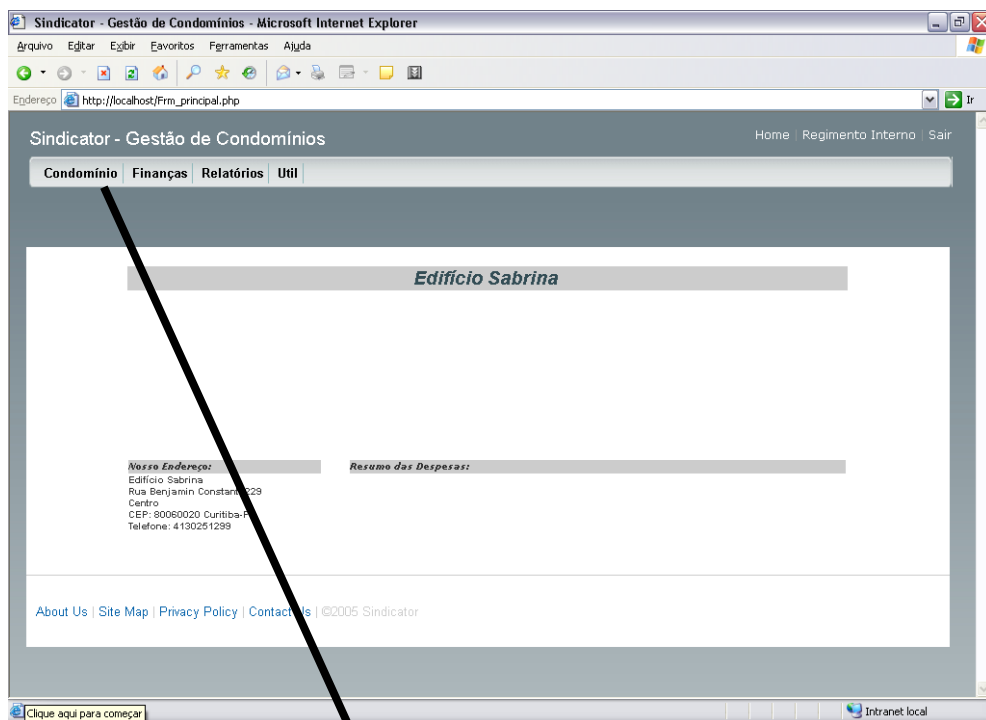 Sindicator - Gestão de Condomínios - Microsoft Internet Explorer
Arquivo Editar Exibir Favoritos Ferramentas Ajuda
Endereço http://localhost/Frm_principal.php Ir
Sindicator - Gestão de Condomínios
Home | Regimento Interno | Sair
Condomínio Finanças Relatórios Util
Edifício Sabrina
Nosso Endereço:
Resumo das Despesas:
Edifício Sabrina
Rua Benjamin Constant 229
Centro
CEP: 80060020 Curitiba-
Telefone: 4130251299
About Us | Site Map | Privacy Policy | Contact Us | ©2005 Sindicator
Clique aqui para começar
Intranet local